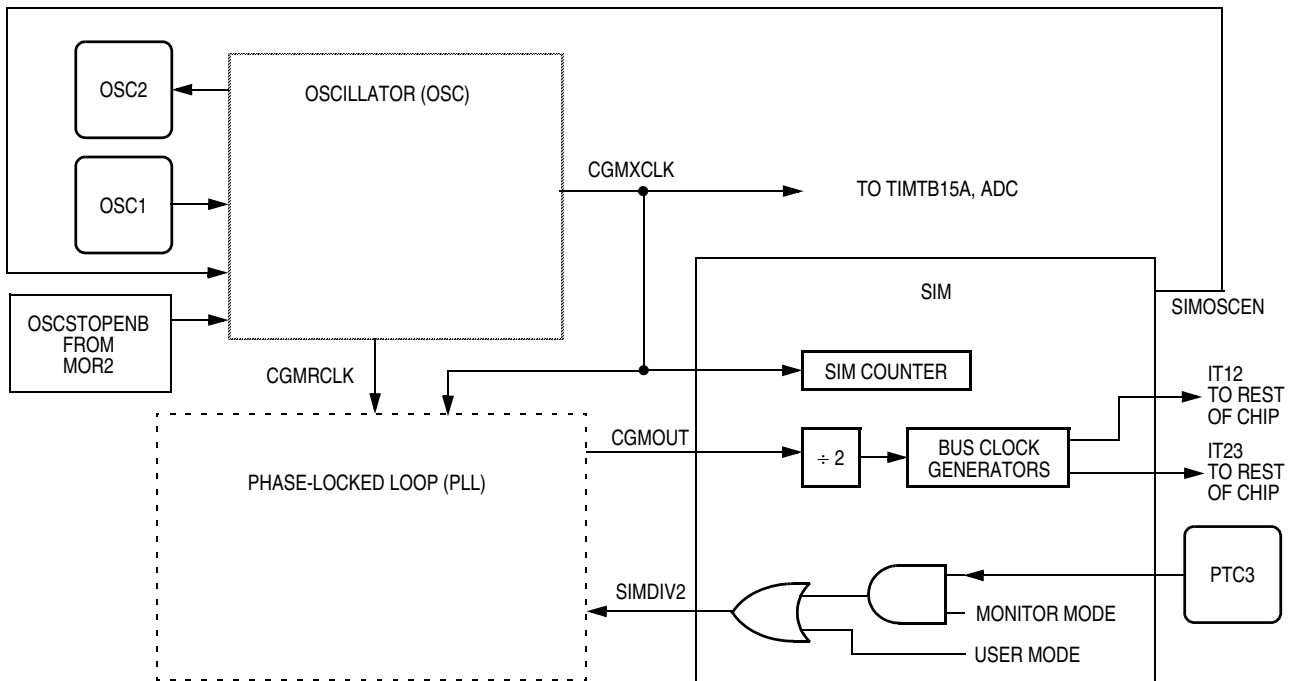 OSC2
OSCILLATOR (OSC)
CGMXCLK
OSC1
TO TIMTB15A, ADC
SIM
SIMOSCEN
OSCSTOPENB
FROM
MOR2
CGMRCLK
SIM COUNTER
IT12
TO REST
OF CHIP
CGMOUT
÷ 2
BUS CLOCK
GENERATORS
IT23
TO REST
OF CHIP
PHASE-LOCKED LOOP (PLL)
PTC3
SIMDIV2
MONITOR MODE
USER MODE